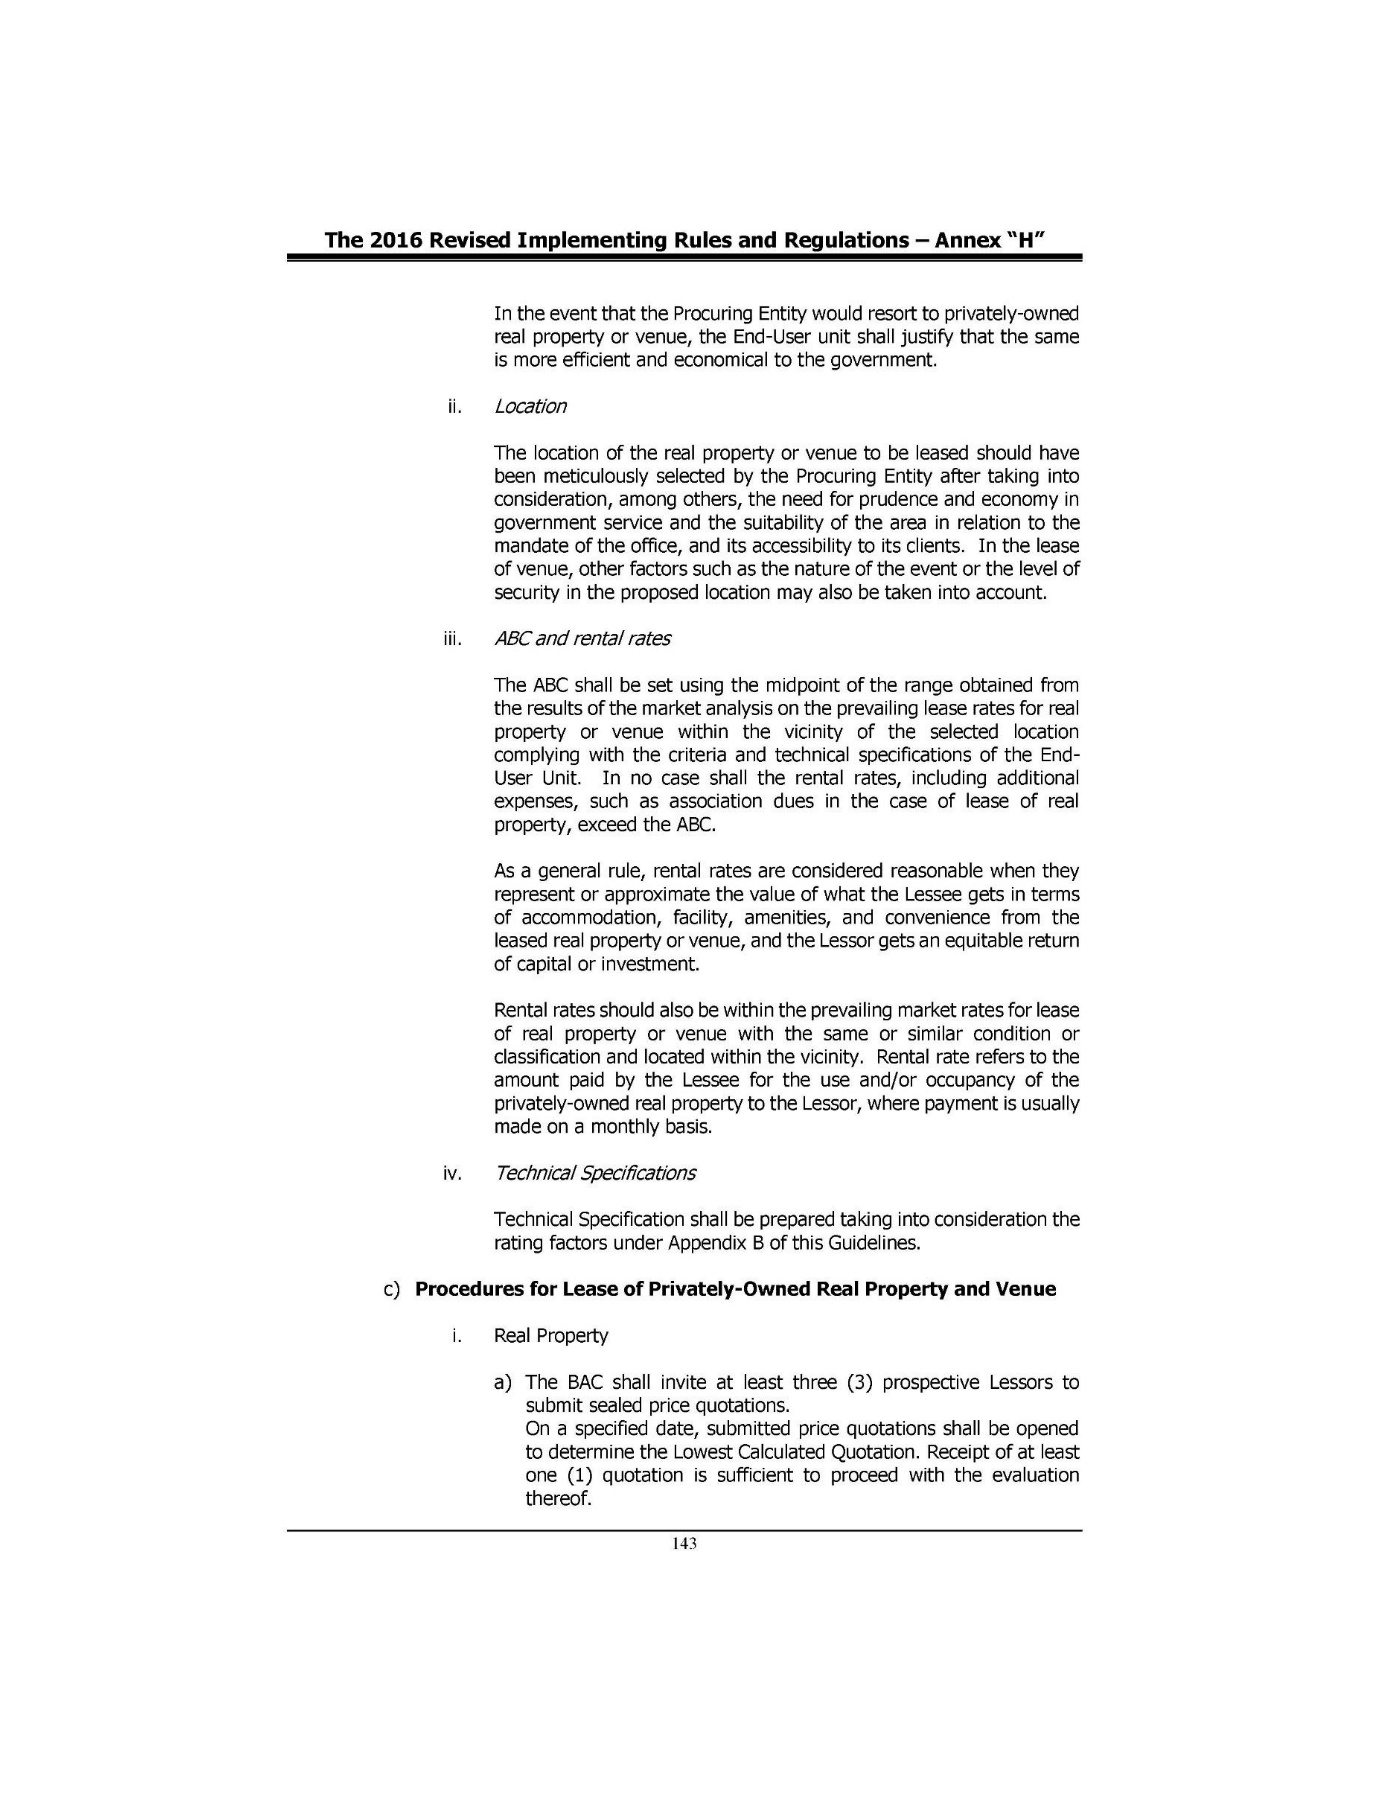 The 2016 Revised Implementing Rules and Regulations – Annex “H”
In the event that the Procuring Entity would resort to privately-owned
real property or venue, the End-User unit shall justify that the same
is more efficient and economical to the government.
ii. Location
The location of the real property or venue to be leased should have
been meticulously selected by the Procuring Entity after taking into
consideration, among others, the need for prudence and economy in
government service and the suitability of the area in relation to the
mandate of the office, and its accessibility to its clients. In the lease
of venue, other factors such as the nature of the event or the level of
security in the proposed location may also be taken into account.
iii. ABC and rental rates
The ABC shall be set using the midpoint of the range obtained from
the results of the market analysis on the prevailing lease rates for real
property or venue within the vicinity of the selected location
complying with the criteria and technical specifications of the End-
User Unit. In no case shall the rental rates, including additional
expenses, such as association dues in the case of lease of real
property, exceed the ABC.
As a general rule, rental rates are considered reasonable when they
represent or approximate the value of what the Lessee gets in terms
of accommodation, facility, amenities, and convenience from the
leased real property or venue, and the Lessor gets an equitable return
of capital or investment.
Rental rates should also be within the prevailing market rates for lease
of real property or venue with the same or similar condition or
classification and located within the vicinity. Rental rate refers to the
amount paid by the Lessee for the use and/or occupancy of the
privately-owned real property to the Lessor, where payment is usually
made on a monthly basis.
iv. Technical Specifications
Technical Specification shall be prepared taking into consideration the
rating factors under Appendix B of this Guidelines.
c) Procedures for Lease of Privately-Owned Real Property and Venue
i. Real Property
a) The BAC shall invite at least three (3) prospective Lessors to
submit sealed price quotations.
On a specified date, submitted price quotations shall be opened
to determine the Lowest Calculated Quotation. Receipt of at least
one (1) quotation is sufficient to proceed with the evaluation
thereof.
143